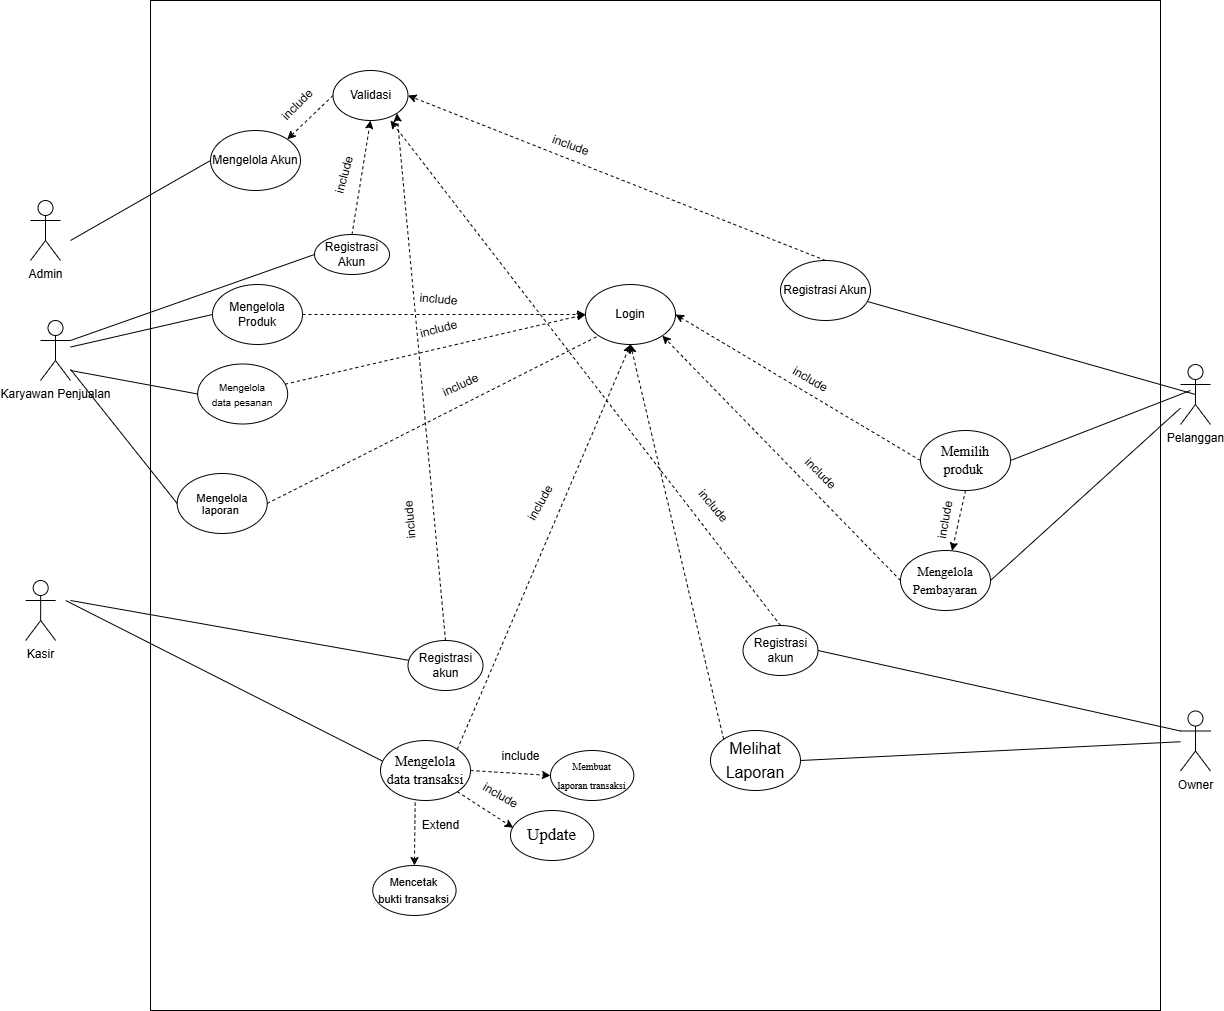 Validasi
include
Mengelola Akun
include
include
Admin
Registrasi
Akun
Registrasi Akun
Mengelola
Produk
include
Login
include
Karyawan Penjualan
Mengelola
data pesanan
include
include
Pelanggan
Memilih
produk
include
Mengelola
laporan
include
include
include
include
Mengelola
Pembayaran
Kasir
Registrasi
akun
Registrasi
akun
Mengelola
data transaksi
include
Membuat
laporan transaksi
Melihat
Laporan
Owner
include
Extend
Update
Mencetak
bukti transaksi